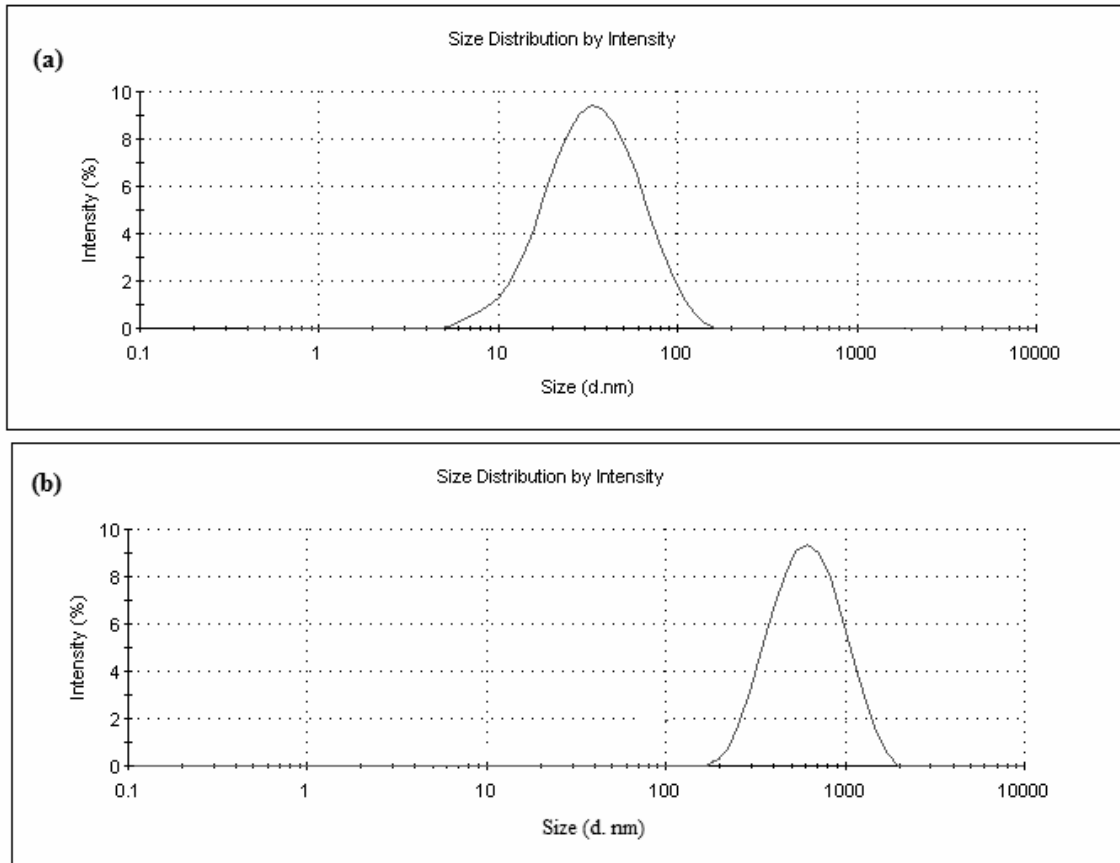 (a)
Size Distribution by Intensity
10
8
6
4
2
0
Intensity (%)
0.1 1 10 100 1000 10000
Size (d.nm)
(b)
Size Distribution by Intensity
10
8
6
4
2
0
Intensity (%)
0.1 1 10 100 1000 10000
Size (d. nm)